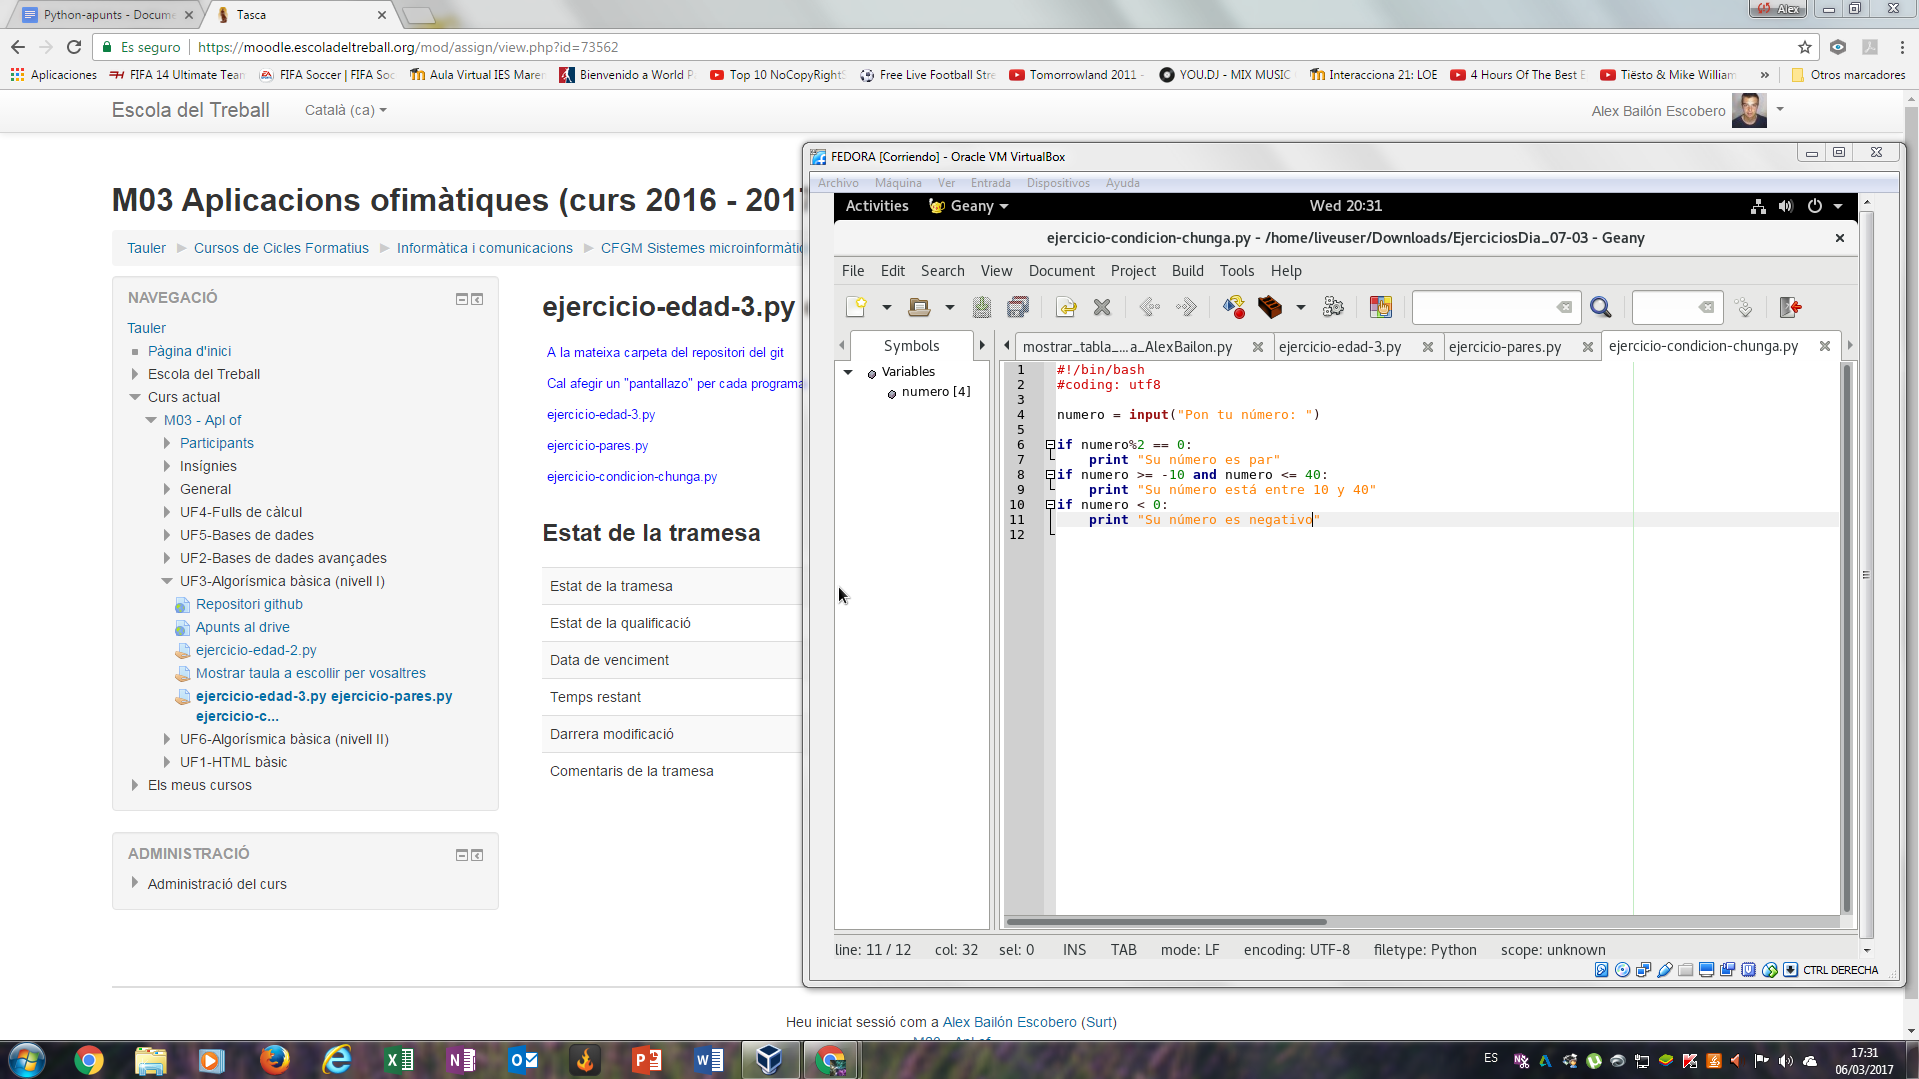 Python-apunts - Docume
Tasca
Alex
Es seguro
https://moodle.escoladeltreball.org/mod/assign/view.php?id=73562
Aplicaciones
FIFA 14 Ultimate Tean
FIFA Soccer | FIFA Soc
Aula Virtual IES Marer
Bienvenido a World P
Top 10 NoCopyRight
Free Live Football Stre
Tomorrowland 2011 -
YOU.DJ - MIX MUSIC
Interacciona 21: LOE
4 Hours Of The Best E
Tiësto & Mike William
»
Otros marcadores
Escola del Treball
Català (ca)
Alex Bailón Escobero
M03 Aplicacions ofimàtiques (curs 2016 - 2017
Tauler
Cursos de Cicles Formatius
Informàtica i comunicacions
CFGM Sistemes microinformàtic
NAVEGACIÓ
Tauler
Pàgina d'inici
Escola del Treball
Curs actual
M03 - Apl of
Participants
Insígnies
General
UF4-Fulls de càlcul
UF5-Bases de dades
UF2-Bases de dades avançades
UF3-Algorísmica bàsica (nivell I)
Repositori github
Apunts al drive
ejercicio-edad-2.py
Mostrar taula a escollir per vosaltres
ejercicio-edad-3.py ejercicio-pares.py
ejercicio-c...
UF6-Algorísmica bàsica (nivell II)
UF1-HTML bàsic
Els meus cursos
ADMINISTRACIÓ
Administració del curs
ejercicio-edad-3.py
A la mateixa carpeta del repositori del git
Cal afegir un "pantallazo" per cada programa
ejercicio-edad-3.py
ejercicio-pares.py
ejercicio-condicion-chunga.py
Estat de la tramesa
Estat de la tramesa
Estat de la qualificació
Data de venciment
Temps restant
Darrera modificació
Comentaris de la tramesa
FEDORA [Corriendo] - Oracle VM VirtualBox
Archivo Máquina Ver Entrada Dispositivos Ayuda
Activities
Geany
Wed 20:31
ejercicio-condicion-chunga.py - /home/liveuser/Downloads/EjerciciosDia_07-03 - Geany
File Edit Search View Document Project Build Tools Help
Symbols
mostrar_tabla_...a_AlexBailon.py
ejercicio-edad-3.py
ejercicio-pares.py
ejercicio-condicion-chunga.py
Variables
numero [4]
1 #!/bin/bash
2 #coding: utf8
3
4 numero = input("Pon tu número: ")
5
6 if numero%2 == 0:
7 print "Su número es par"
8 if numero >= -10 and numero <= 40:
9 print "Su número está entre 10 y 40"
10 if numero < 0:
11 print "Su número es negativo"
12
line: 11 / 12 col: 32 sel: 0 INS TAB mode: LF encoding: UTF-8 filetype: Python scope: unknown
CTRL DERECHA
Heu iniciat sessió com a Alex Bailón Escobero (Surt)
ES
17:31
06/03/2017